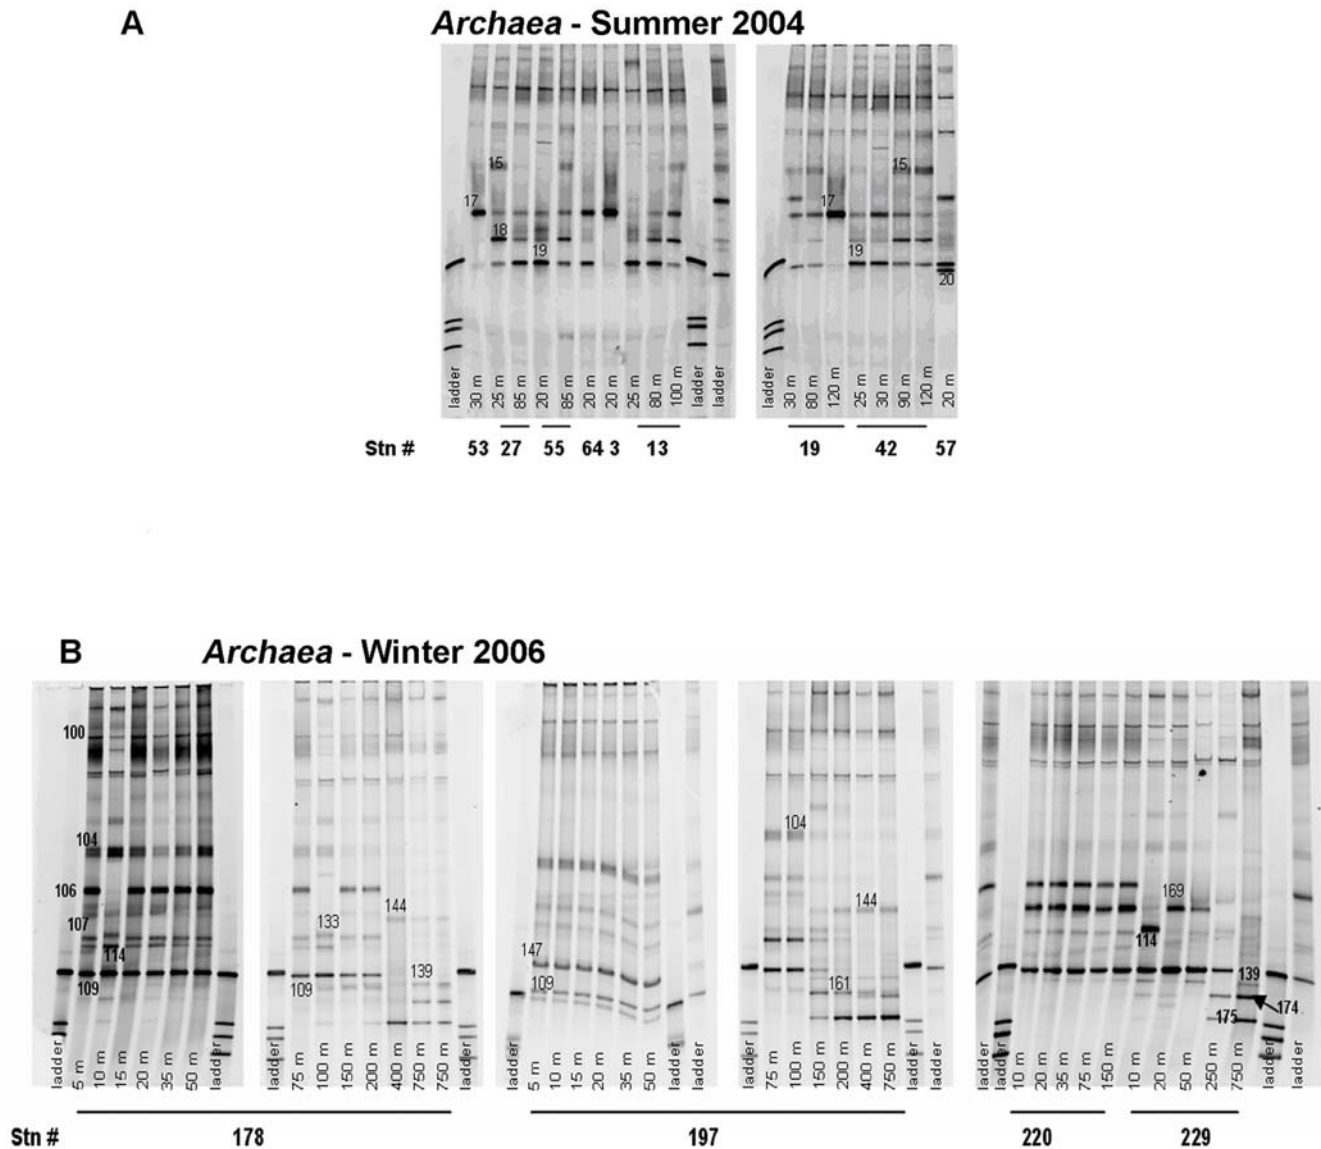 A
Archaea - Summer 2004
15
17
18
19
ladder
30 m
25 m
85 m
20 m
85 m
20 m
20 m
25 m
80 m
100 m
ladder
ladder
15
17
19
20
ladder
30 m
80 m
120 m
25 m
30 m
90 m
120 m
20 m
Stn # 53 27 55 64 3 13 19 42 57
B
Archaea - Winter 2006
100
104
106
107
114
109
ladder
5 m
10 m
15 m
20 m
35 m
50 m
ladder
144
133
139
109
75 m
100 m
150 m
200 m
400 m
750 m
750 m
ladder
147
109
ladder
5 m
10 m
15 m
20 m
35 m
50 m
ladder
ladder
104
144
161
75 m
100 m
150 m
200 m
400 m
750 m
ladder
ladder
169
114
139
174
175
ladder
ladder
10 m
20 m
35 m
75 m
150 m
10 m
20 m
50 m
250 m
750 m
ladder
ladder
Stn # 178 197 220 229